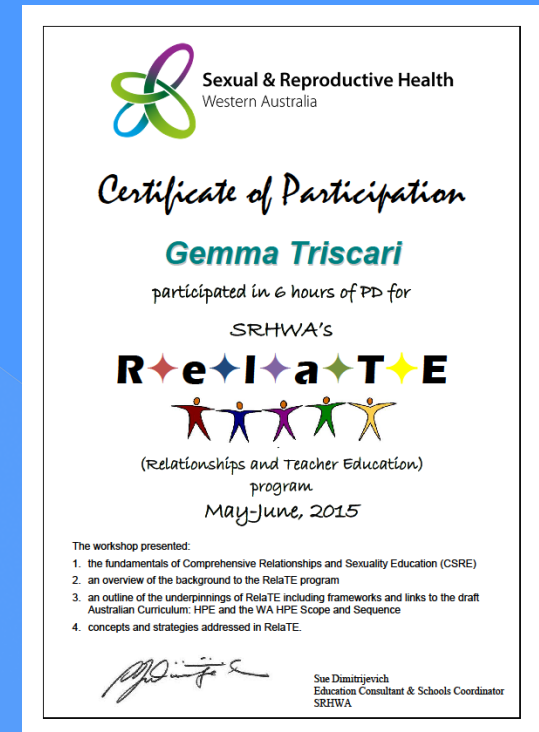 Sexual & Reproductive Health
Western Australia
Certificate of Participation
Gemma Triscari
participated in 6 hours of PD for
SRHWA's
R e l a T E
(Relationships and Teacher Education)
program
May-June, 2015
The workshop presented:
1. the fundamentals of Comprehensive Relationships and Sexuality Education (CSRE)
2. an overview of the background to the RelaTE program
3. an outline of the underpinnings of RelaTE including frameworks and links to the draft
Australian Curriculum: HPE and the WA HPE Scope and Sequence
4. concepts and strategies addressed in RelaTE.
Sue Dimitrijevich
Education Consultant & Schools Coordinator
SRHWA